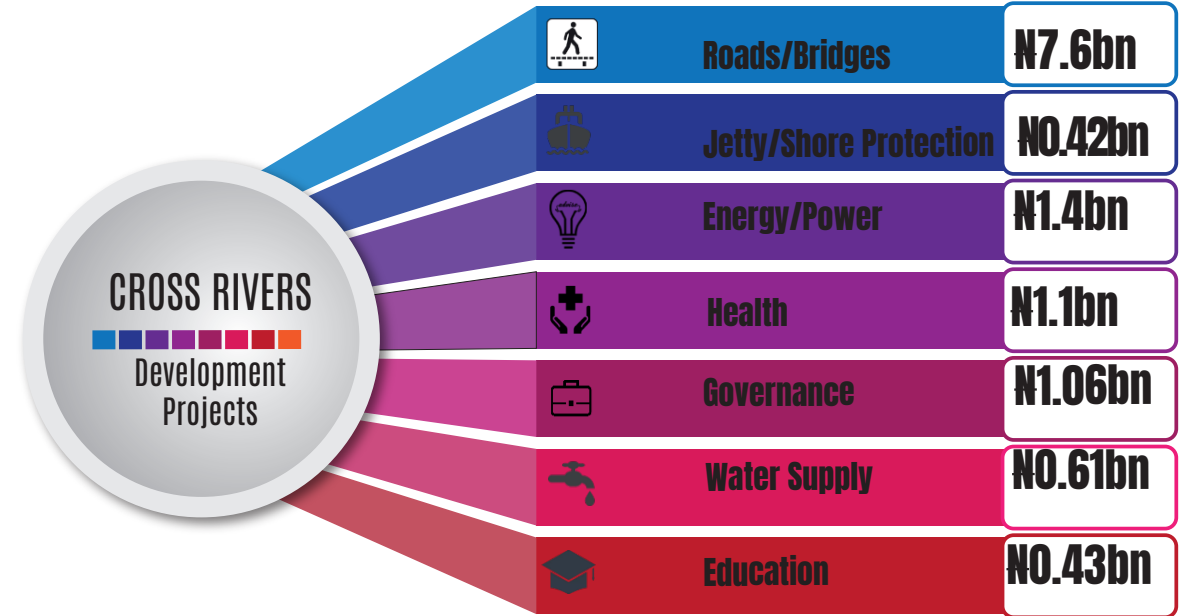 CROSS RIVERS
Development
Projects
Roads/Bridges ₦7.6bn
Jetty/Shore Protection ₦0.42bn
Energy/Power ₦1.4bn
Health ₦1.1bn
Governance ₦1.06bn
Water Supply ₦0.61bn
Education ₦0.43bn